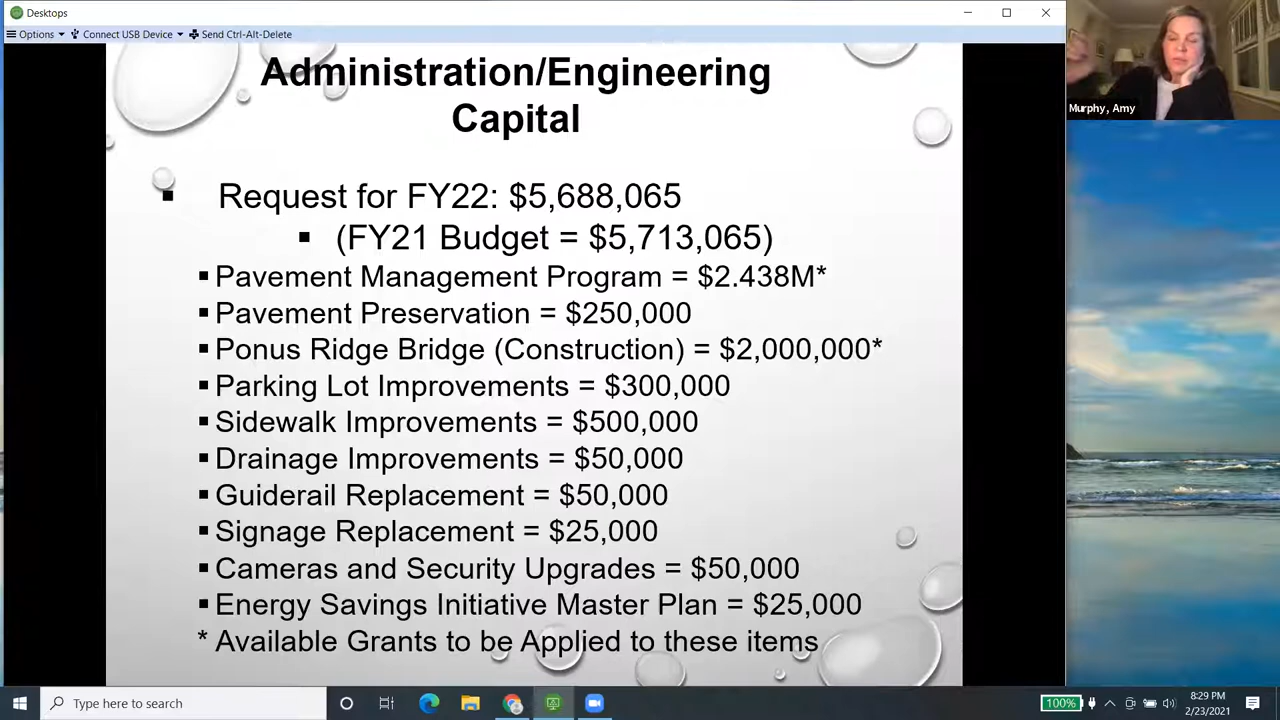 Desktops
Options Connect USB Device Send Ctrl-Alt-Delete
Murphy, Amy
Administration/Engineering
Capital
Request for FY22: $5,688,065
(FY21 Budget = $5,713,065)
Pavement Management Program = $2.438M*
Pavement Preservation = $250,000
Ponus Ridge Bridge (Construction) = $2,000,000*
Parking Lot Improvements = $300,000
Sidewalk Improvements = $500,000
Drainage Improvements = $50,000
Guiderail Replacement = $50,000
Signage Replacement = $25,000
Cameras and Security Upgrades = $50,000
Energy Savings Initiative Master Plan = $25,000
* Available Grants to be Applied to these items
Type here to search
100%
8:29 PM
2/23/2021